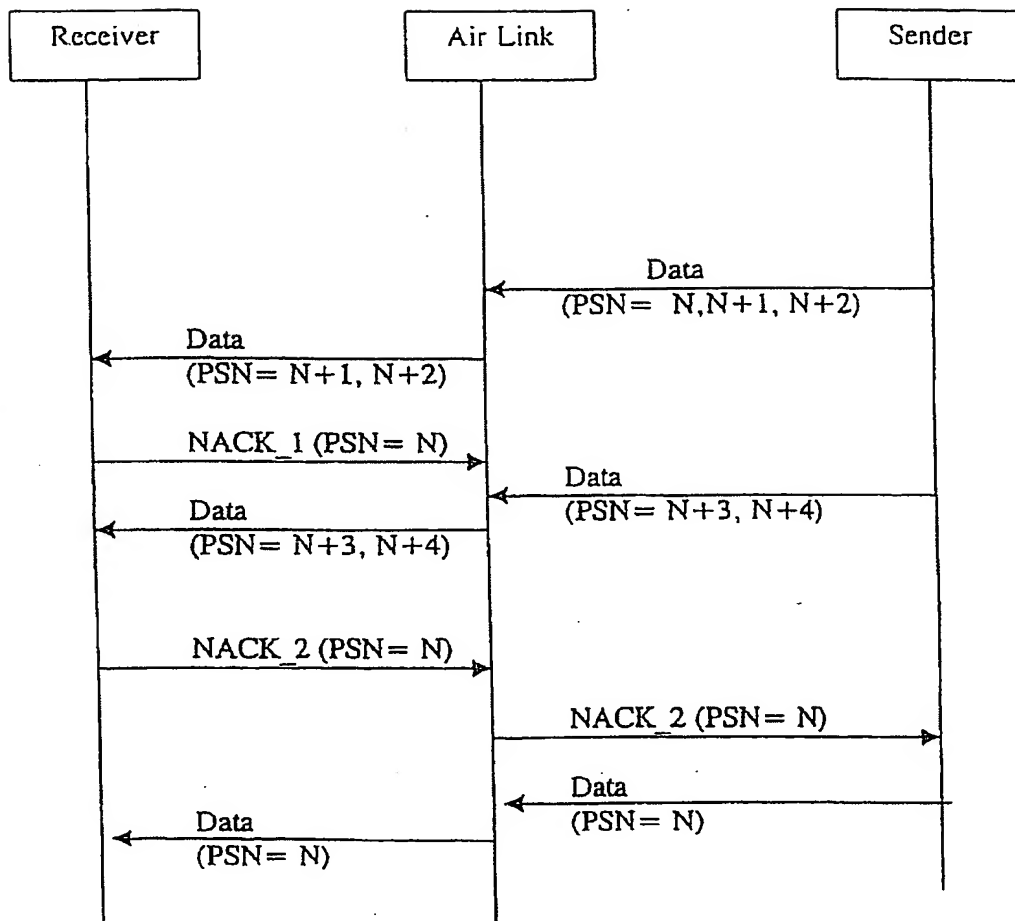 Receiver
Air Link
Sender
Data
(PSN= N,N+1, N+2)
Data
(PSN= N+1, N+2)
NACK_1 (PSN= N)
Data
(PSN= N+3, N+4)
Data
(PSN= N+3, N+4)
NACK_2 (PSN= N)
NACK_2 (PSN= N)
Data
(PSN= N)
Data
(PSN= N)